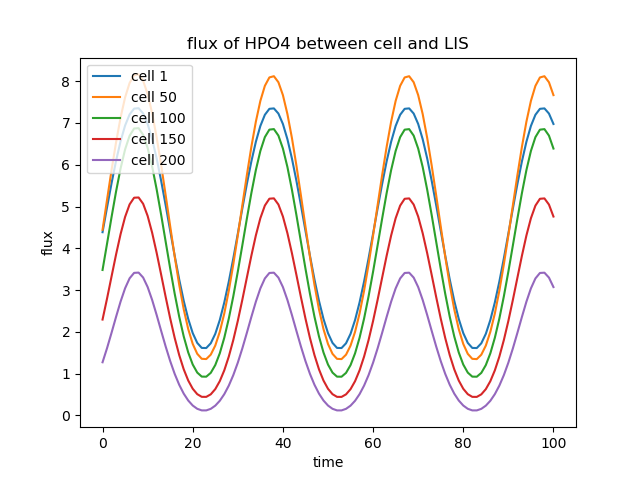 flux of HPO4 between cell and LIS
cell 1
cell 50
cell 100
cell 150
cell 200
flux
8
7
6
5
4
3
2
1
0
0 20 40 60 80 100
time